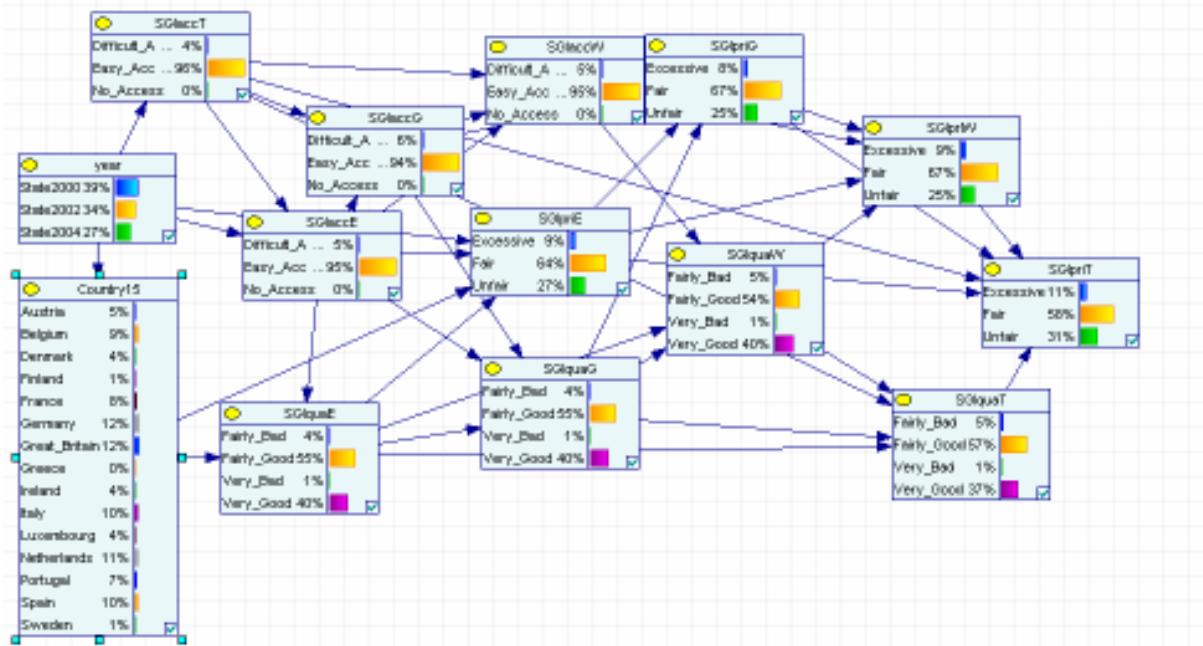 SGIaccT
Difficult_A ... 4%
Easy_Acc ...96%
No_Access 0%
SGIaccW
Difficult_A ... 5%
Easy_Acc ...95%
No_Access 0%
SGIpriG
Excessive 8%
Fair 67%
Unfair 25%
SGIaccG
Difficult_A ... 6%
Easy_Acc ...94%
No_Access 0%
SGIpriW
Excessive 9%
Fair 67%
Unfair 25%
year
State2000 39%
State2002 34%
State2004 27%
SGIaccE
Difficult_A ... 5%
Easy_Acc ...95%
No_Access 0%
SGIpriE
Excessive 9%
Fair 64%
Unfair 27%
SGIquaW
Fairly_Bad 5%
Fairly_Good 54%
Very_Bad 1%
Very_Good 40%
SGIpriT
Excessive 11%
Fair 58%
Unfair 31%
Country15
Austria 5%
Belgium 9%
Denmark 4%
Finland 1%
France 8%
Germany 12%
Great_Britain 12%
Greece 0%
Ireland 4%
Italy 10%
Luxembourg 4%
Netherlands 11%
Portugal 7%
Spain 10%
Sweden 1%
SGIquaE
Fairly_Bad 4%
Fairly_Good 55%
Very_Bad 1%
Very_Good 40%
SGIquaG
Fairly_Bad 4%
Fairly_Good 55%
Very_Bad 1%
Very_Good 40%
SGIquaT
Fairly_Bad 5%
Fairly_Good 57%
Very_Bad 1%
Very_Good 37%